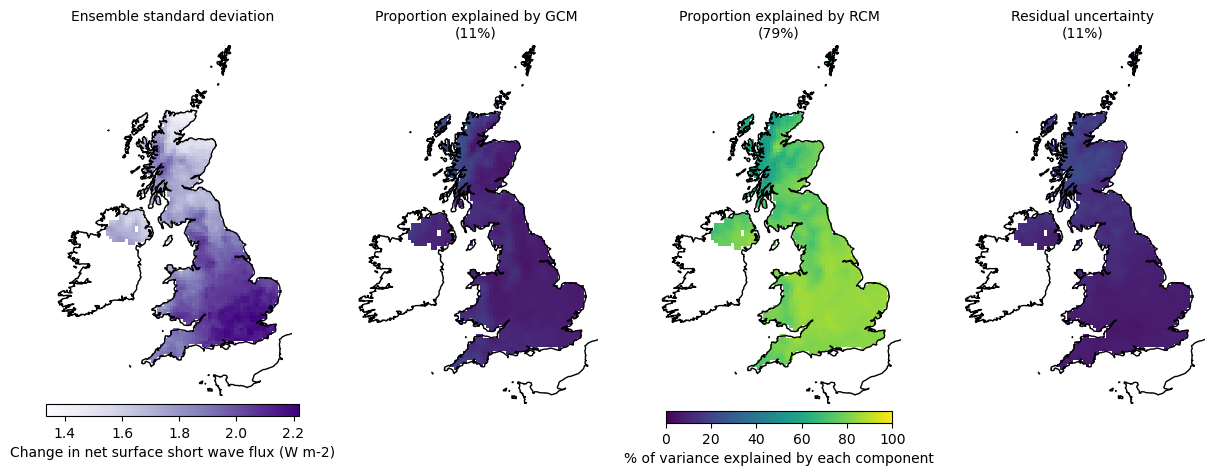 Ensemble standard deviation
Proportion explained by GCM
(11%)
Proportion explained by RCM
(79%)
Residual uncertainty
(11%)
1.4 1.6 1.8 2.0 2.2
Change in net surface short wave flux (W m-2)
0 20 40 60 80 100
% of variance explained by each component